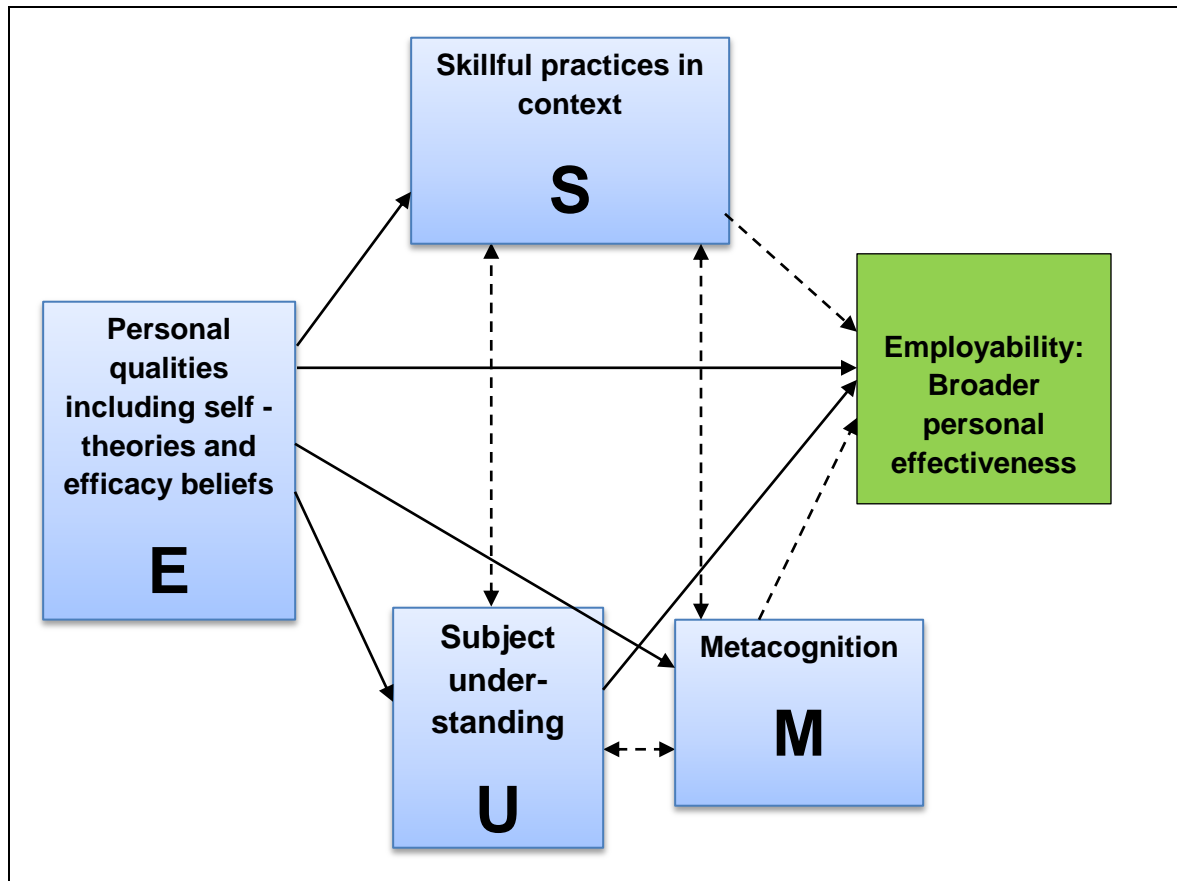 Skillful practices in
context
S
Personal
qualities
including self -
theories and
efficacy beliefs
E
Employability:
Broader
personal
effectiveness
Subject
under-
standing
U
Metacognition
M